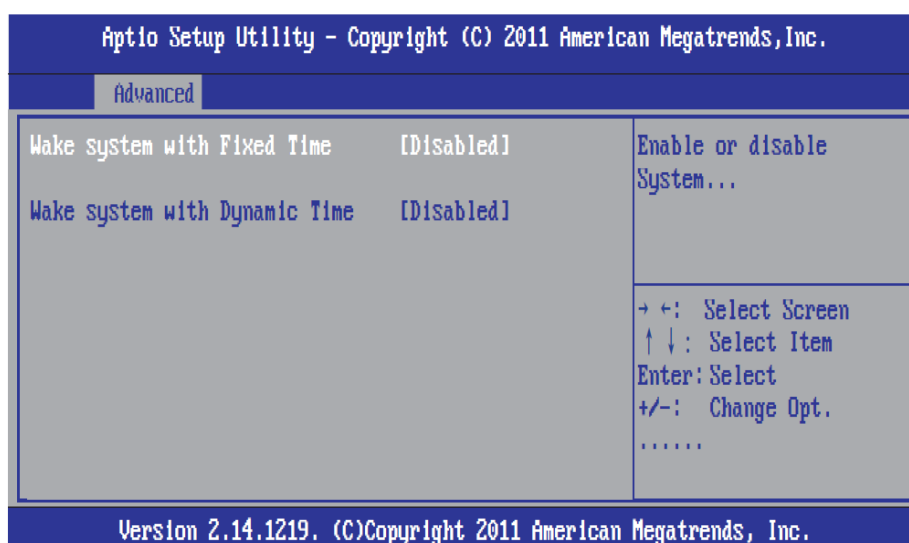 Aptio Setup Utility - Copyright (C) 2011 American Megatrends,Inc.
Advanced
Wake system with Fixed Time [Disabled]
Wake system with Dynamic Time [Disabled]
Enable or disable
System...
→ ←: Select Screen
↑ ↓: Select Item
Enter: Select
+/-: Change Opt.
......
Version 2.14.1219. (C)Copyright 2011 American Megatrends, Inc.